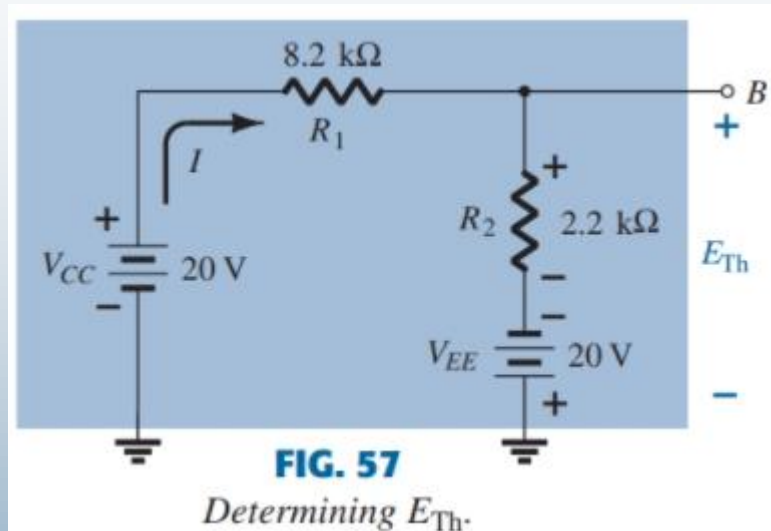 8.2 kΩ
R1
B
+
I
+
+
R2
2.2 kΩ
ETh
VCC
20 V
−
−
−
VEE
20 V
−
+
FIG. 57
Determining ETh.